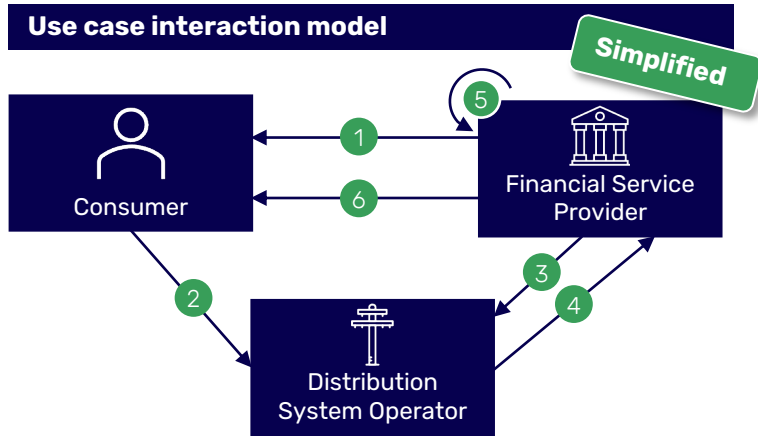 Use case interaction model
Simplified
5
1
Consumer
6
Financial Service
Provider
2
3
4
Distribution
System Operator